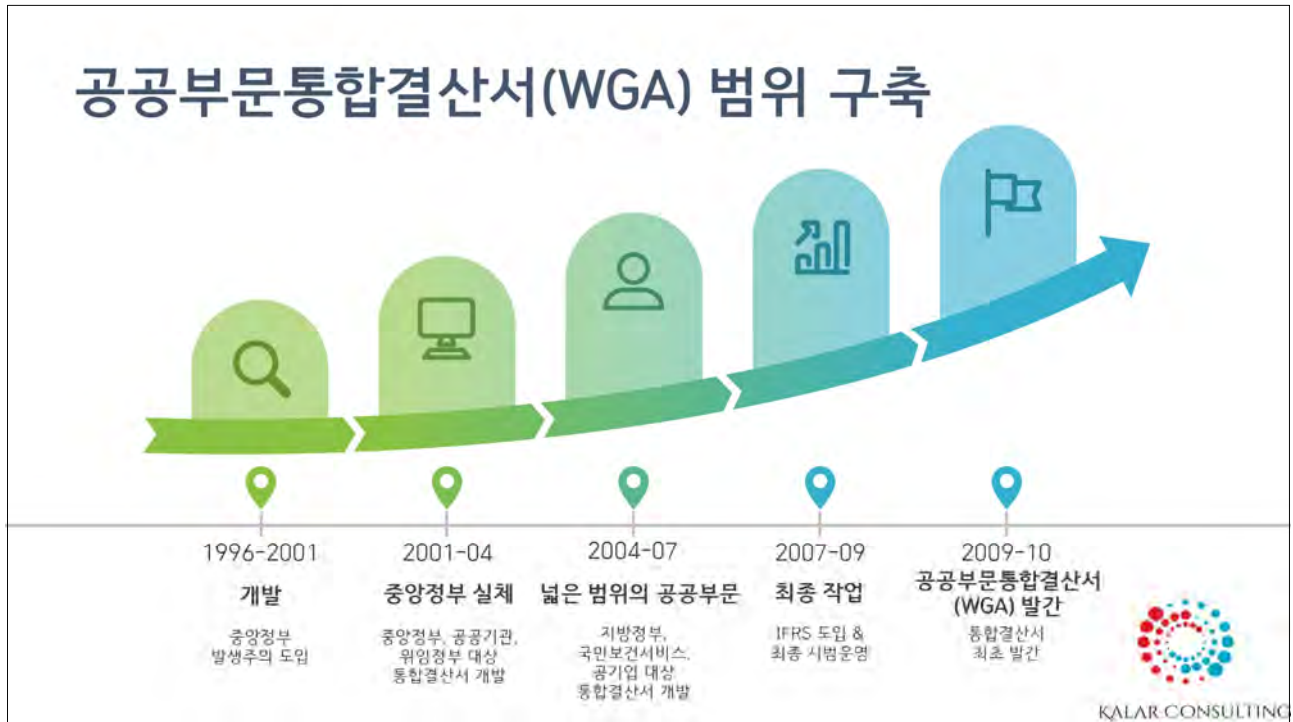 공공부문통합결산서(WGA) 범위 구축
1996-2001
개발
중앙정부
발생주의 도입
2001-04
중앙정부 실체
중앙정부, 공공기관,
위임정부 대상
통합결산서 개발
2004-07
넓은 범위의 공공부문
지방정부,
국민보건서비스,
공기업 대상
통합결산서 개발
2007-09
최종 작업
IFRS 도입 &
최종 시범운영
2009-10
공공부문통합결산서
(WGA) 발간
통합결산서
최초 발간
KALAR CONSULTING